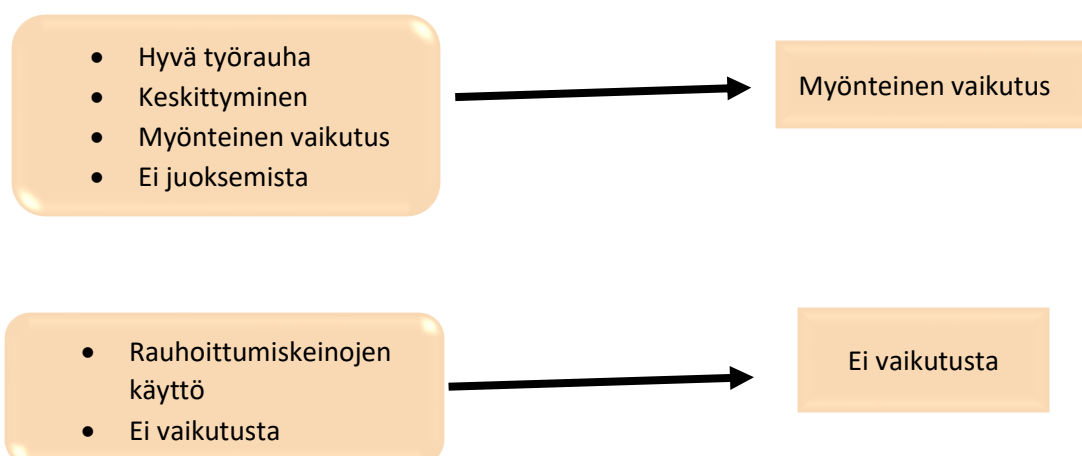 • Hyvä työrauha
• Keskittyminen
• Myönteinen vaikutus
• Ei juoksemista
Myönteinen vaikutus
• Rauhoittumiskeinojen
käyttö
• Ei vaikutusta
Ei vaikutusta